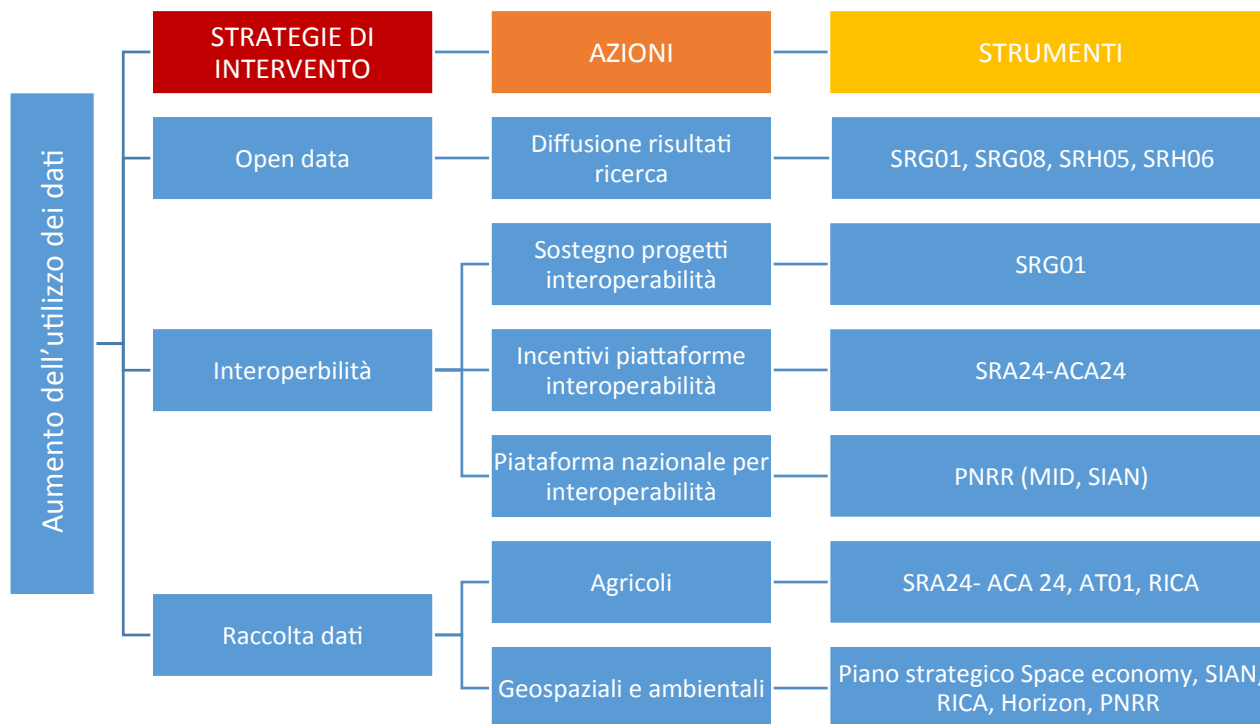 Aumento dell'utilizzo dei dati
STRATEGIE DI
INTERVENTO
AZIONI
STRUMENTI
Open data
Diffusione risultati
ricerca
SRG01, SRG08, SRH05, SRH06
Interoperbilità
Sostegno progetti
interoperabilità
SRG01
Incentivi piattaforme
interoperabilità
SRA24-ACA24
Piataforma nazionale per
interoperabilità
PNRR (MID, SIAN)
Raccolta dati
Agricoli
SRA24- ACA 24, AT01, RICA
Geospaziali e ambientali
Piano strategico Space economy, SIAN,
RICA, Horizon, PNRR